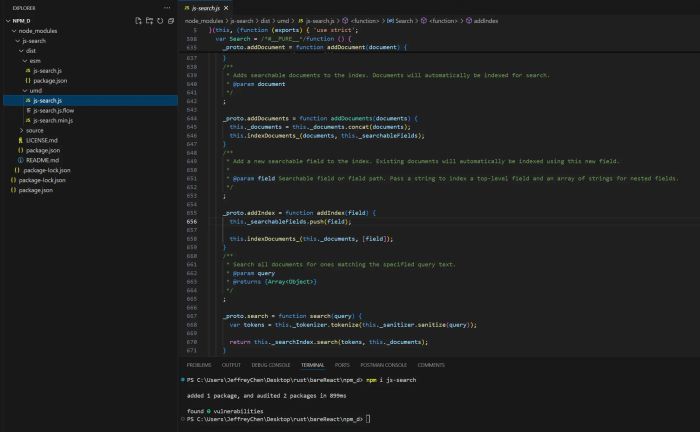 EXPLORER
NPM_D
node_modules
js-search
dist
esm
js-search.js
package.json
umd
js-search.js
js-search.js.flow
js-search.min.js
source
LICENSE.md
package.json
README.md
.package-lock.json
package-lock.json
package.json
js-search.js
node_modules > js-search > dist > umd > js-search.js > <function> > Search > <function> > addIndex
5 }(this, (function (exports) { 'use strict';
598 var Search = /*#__PURE__*/function () {
635 _proto.addDocument = function addDocument(document) {
637 }
638 /**
639 * Adds searchable documents to the index. Documents will automatically be indexed for search.
640 * @param document
641 */
642 ;
643
644 _proto.addDocuments = function addDocuments(documents) {
645 this._documents = this._documents.concat(documents);
646 this.indexDocuments_(documents, this._searchableFields);
647 }
648 /**
649 * Add a new searchable field to the index. Existing documents will automatically be indexed using this new field.
650 *
651 * @param field Searchable field or field path. Pass a string to index a top-level field and an array of strings for nested fields.
652 */
653 ;
654
655 _proto.addIndex = function addIndex(field) {
656 this._searchableFields.push(field);
657
658 this.indexDocuments_(this._documents, [field]);
659 }
660 /**
661 * Search all documents for ones matching the specified query text.
662 * @param query
663 * @returns {Array<Object>}
664 */
665 ;
666
667 _proto.search = function search(query) {
668 var tokens = this._tokenizer.tokenize(this._sanitizer.sanitize(query));
669
670 return this._searchIndex.search(tokens, this._documents);
671 }
PROBLEMS OUTPUT DEBUG CONSOLE TERMINAL PORTS POSTMAN CONSOLE COMMENTS
PS C:\Users\JeffreyChen\Desktop\rust\bareReact\npm_d> npm i js-search
added 1 package, and audited 2 packages in 899ms
found 0 vulnerabilities
PS C:\Users\JeffreyChen\Desktop\rust\bareReact\npm_d>